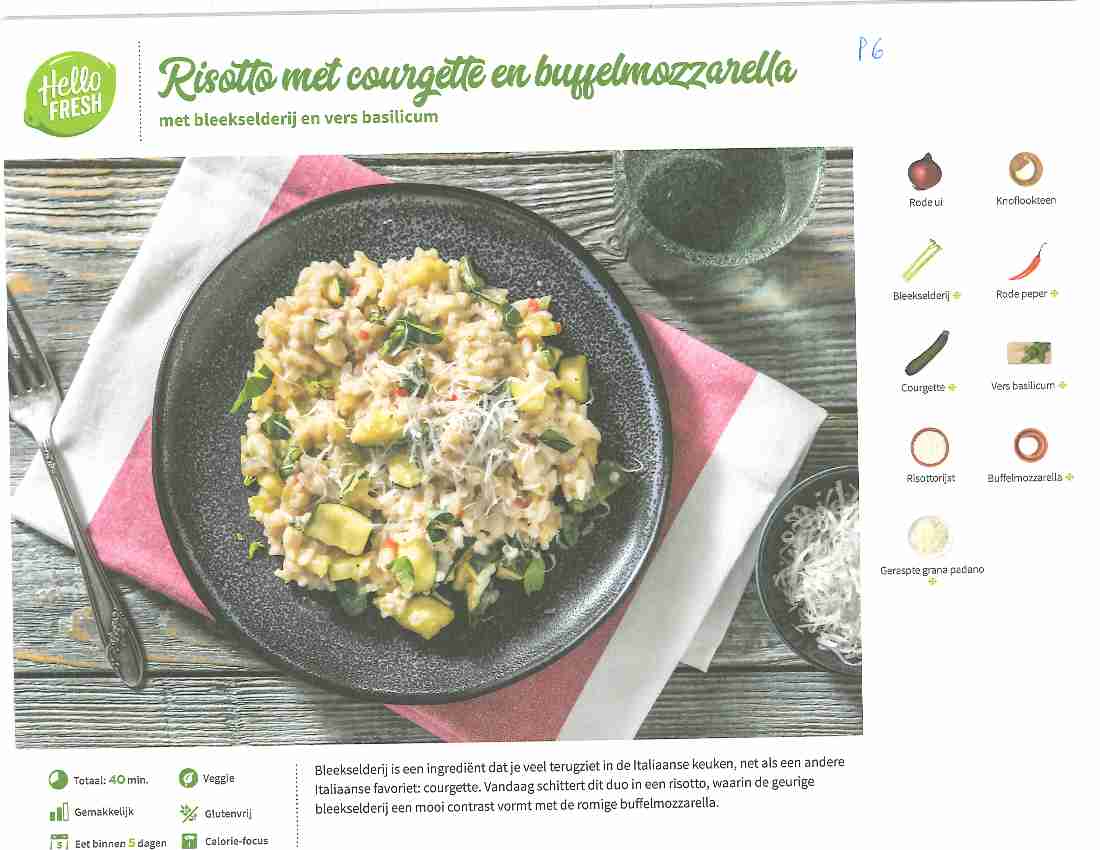 P6
Hello
FRESH
Risotto met courgette en buffelmozzarella
met bleekselderij en vers basilicum
Rode ui
Knoflookteen
Bleekselderij
Rode peper
Courgette
Vers basilicum
Risottorijst
Buffelmozzarella
Geraspte grana padano
Totaal: 40 min.
Veggie
Gemakkelijk
Glutenvrij
5
Eet binnen 5 dagen
Calorie-focus
Bleekselderij is een ingrediënt dat je veel terugziet in de Italiaanse keuken, net als een andere
Italiaanse favoriet: courgette. Vandaag schittert dit duo in een risotto, waarin de geurige
bleekselderij een mooi contrast vormt met de romige buffelmozzarella.